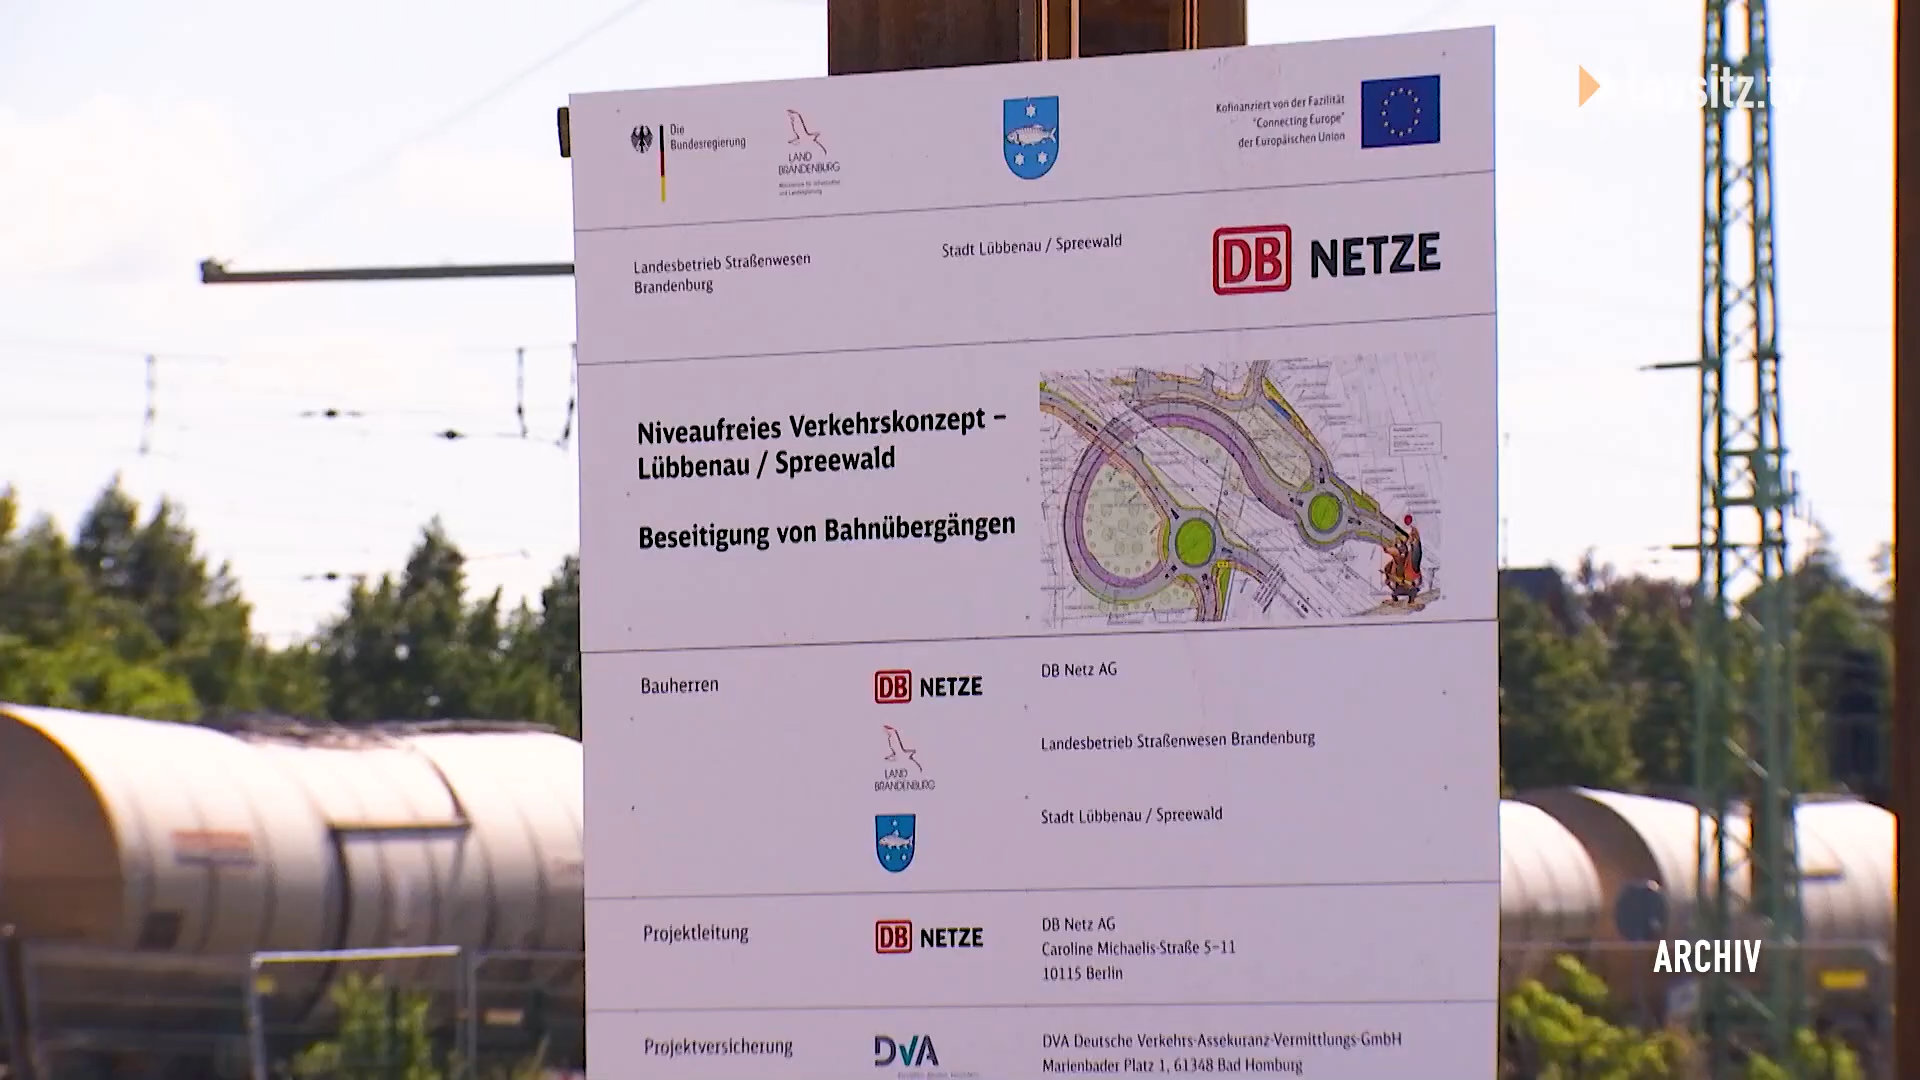 lausitz.tv
Die
Bundesregierung
LAND
BRANDENBURG
Kofinanziert von der Fazilität
"Connecting Europe"
der Europäischen Union
Landesbetrieb Straßenwesen
Brandenburg
Stadt Lübbenau / Spreewald
DB NETZE
Niveaufreies Verkehrskonzept –
Lübbenau / Spreewald
Beseitigung von Bahnübergängen
Bauherren
DB NETZE
DB Netz AG
LAND
BRANDENBURG
Landesbetrieb Straßenwesen Brandenburg
Stadt Lübbenau / Spreewald
Projektleitung
DB NETZE
DB Netz AG
Caroline Michaelis-Straße 5–11
10115 Berlin
ARCHIV
Projektversicherung
DVA
DVA Deutsche Verkehrs-Assekuranz-Vermittlungs-GmbH
Marienbader Platz 1, 61348 Bad Homburg